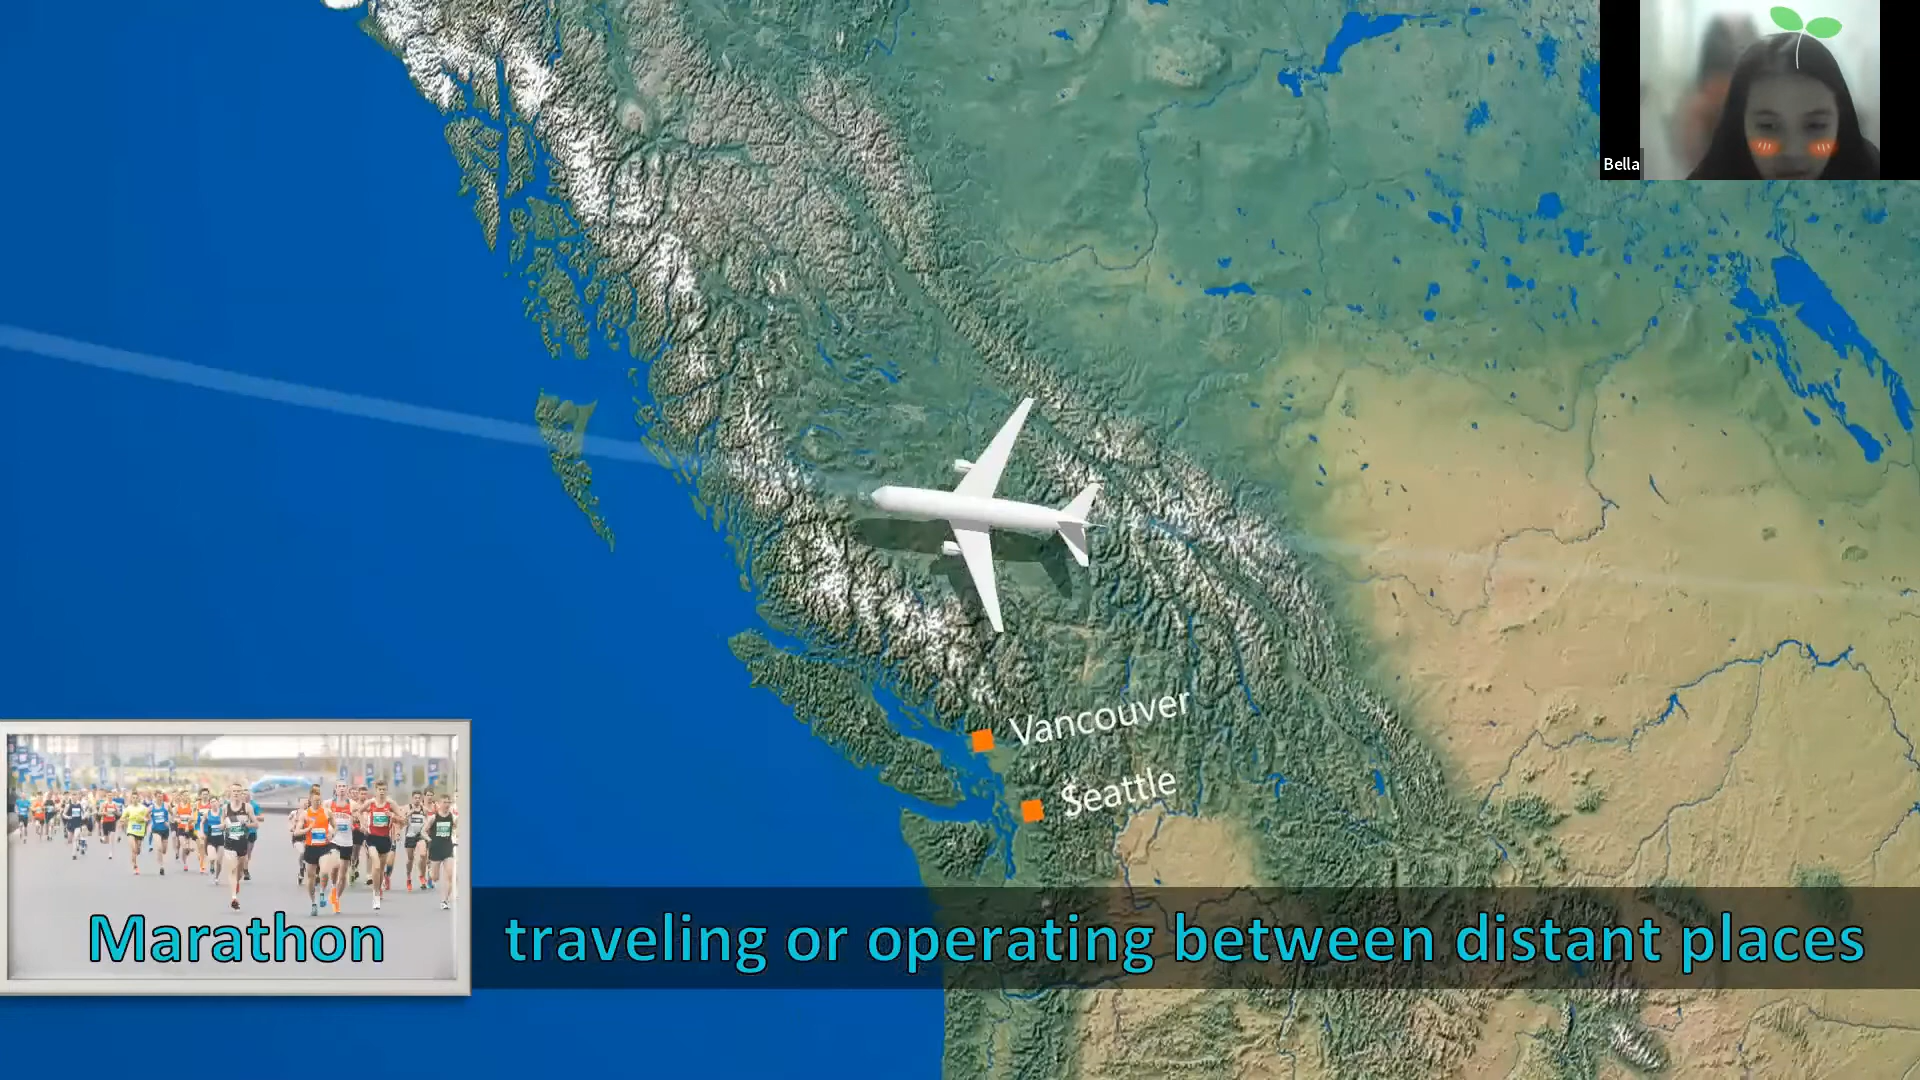 Bella
Vancouver
Seattle
Marathon
traveling or operating between distant places